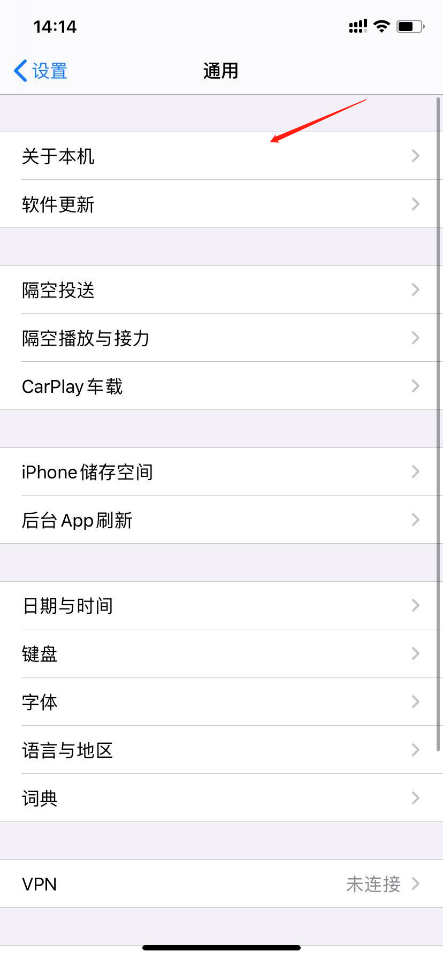 14:14
设置
通用
关于本机
软件更新
隔空投送
隔空播放与接力
CarPlay车载
iPhone储存空间
后台App刷新
日期与时间
键盘
字体
语言与地区
词典
VPN 未连接